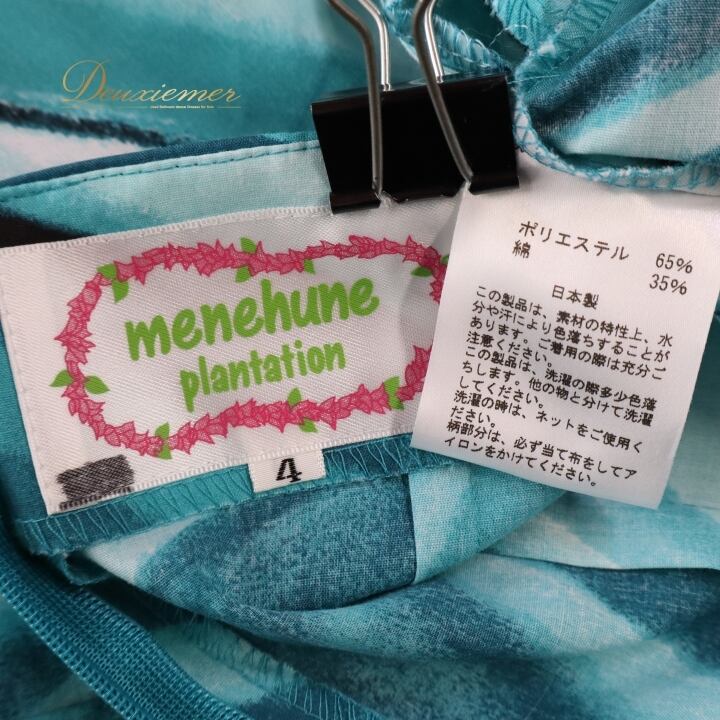 Deuxiemer
menehune
plantation
4
ポリエステル 65%
綿 35%
日本製
この製品は、素材の特性上、水
分や汗により色落ちすることが
あります。ご着用の際は充分ご
注意ください。
この製品は、洗濯の際多少色落
ちします。他の物と分けて洗濯
してください。
洗濯の時は、ネットをご使用く
ださい。
柄部分は、必ず当て布をしてア
イロンをかけてください。